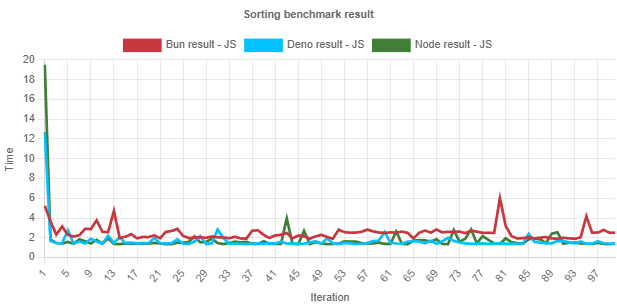 Sorting benchmark result
Bun result - JS Deno result - JS Node result - JS
20
18
16
14
12
10
8
6
4
2
0
Time
1 5 9 13 17 21 25 29 33 37 41 45 49 53 57 61 65 69 73 77 81 85 89 93 97
Iteration